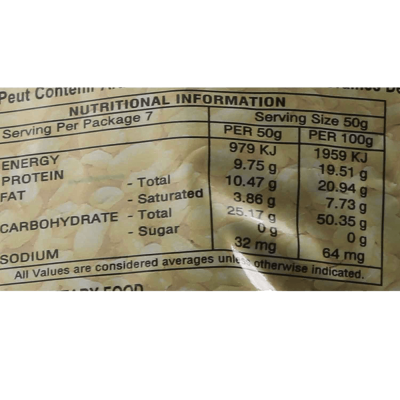 Peut Contenir
NUTRITIONAL INFORMATION
Serving Per Package 7 Serving Size 50g
PER 50g PER 100g
ENERGY 979 KJ 1959 KJ
PROTEIN 9.75 g 19.51 g
FAT - Total 10.47 g 20.94 g
- Saturated 3.86 g 7.73 g
CARBOHYDRATE - Total 25.17 g 50.35 g
- Sugar 0 g 0 g
SODIUM 32 mg 64 mg
All Values are considered averages unless otherwise indicated.
FOOD